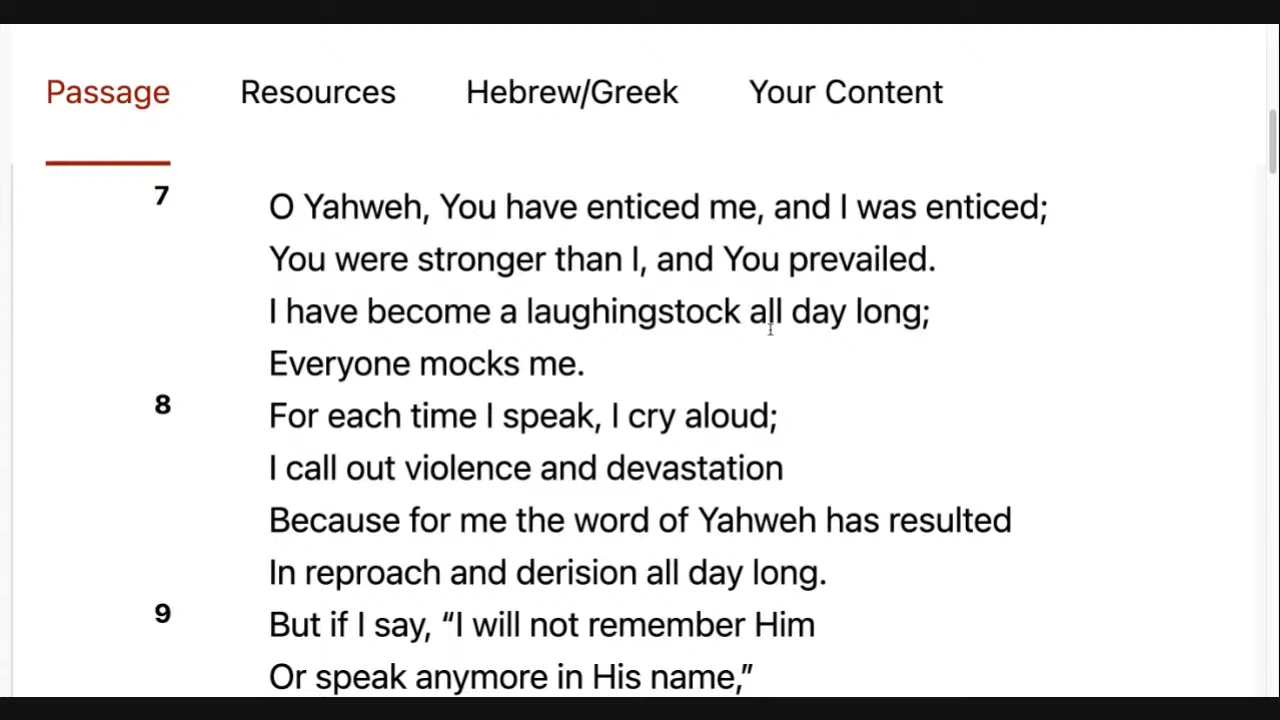 Passage Resources Hebrew/Greek Your Content
7 O Yahweh, You have enticed me, and I was enticed;
You were stronger than I, and You prevailed.
I have become a laughingstock all day long;
Everyone mocks me.
8 For each time I speak, I cry aloud;
I call out violence and devastation
Because for me the word of Yahweh has resulted
In reproach and derision all day long.
9 But if I say, “I will not remember Him
Or speak anymore in His name,”